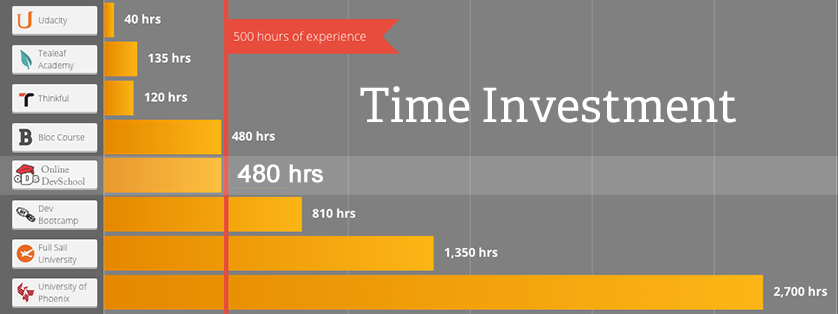 Udacity
40 hrs
500 hours of experience
Tealeaf
Academy
135 hrs
Time Investment
Thinkful
120 hrs
Bloc Course
480 hrs
Online
DevSchool
480 hrs
Dev
Bootcamp
810 hrs
Full Sail
University
1,350 hrs
University of
Phoenix
2,700 hrs